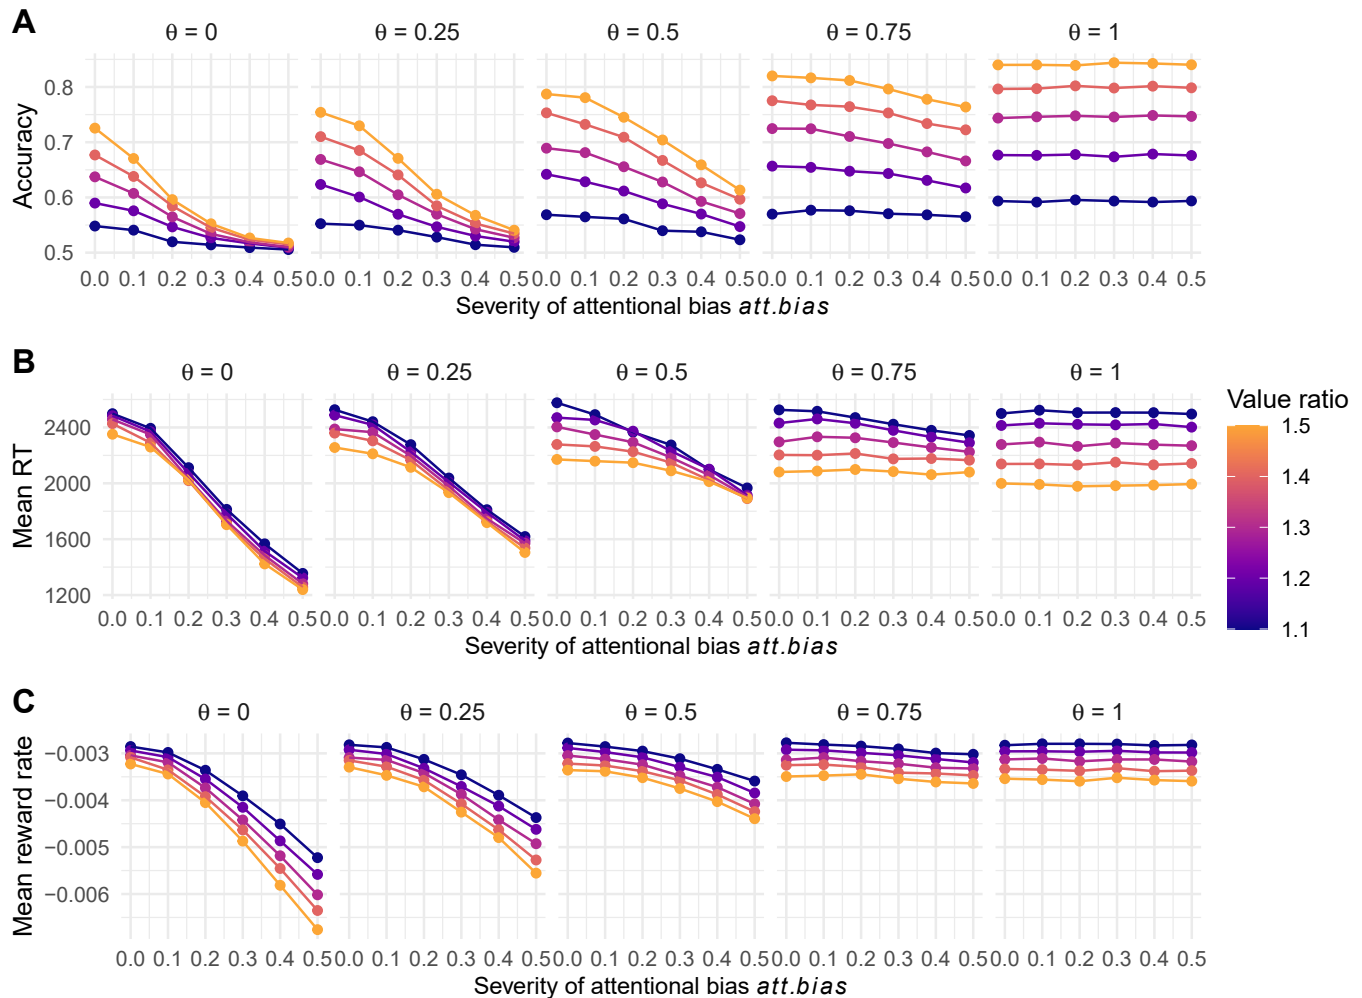 A
θ = 0 θ = 0.25 θ = 0.5 θ = 0.75 θ = 1
Accuracy
0.8
0.7
0.6
0.5
0.0 0.1 0.2 0.3 0.4 0.5 0.0 0.1 0.2 0.3 0.4 0.5 0.0 0.1 0.2 0.3 0.4 0.5 0.0 0.1 0.2 0.3 0.4 0.5 0.0 0.1 0.2 0.3 0.4 0.5
Severity of attentional bias att.bias
B
θ = 0 θ = 0.25 θ = 0.5 θ = 0.75 θ = 1
Mean RT
2400
2000
1600
1200
0.0 0.1 0.2 0.3 0.4 0.5 0.0 0.1 0.2 0.3 0.4 0.5 0.0 0.1 0.2 0.3 0.4 0.5 0.0 0.1 0.2 0.3 0.4 0.5 0.0 0.1 0.2 0.3 0.4 0.5
Severity of attentional bias att.bias
Value ratio
1.5
1.4
1.3
1.2
1.1
C
θ = 0 θ = 0.25 θ = 0.5 θ = 0.75 θ = 1
Mean reward rate
−0.003
−0.004
−0.005
−0.006
0.0 0.1 0.2 0.3 0.4 0.5 0.0 0.1 0.2 0.3 0.4 0.5 0.0 0.1 0.2 0.3 0.4 0.5 0.0 0.1 0.2 0.3 0.4 0.5 0.0 0.1 0.2 0.3 0.4 0.5
Severity of attentional bias att.bias